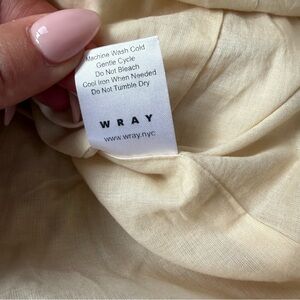 Machine Wash Cold
Gentle Cycle
Do Not Bleach
Cool Iron When Needed
Do Not Tumble Dry
WRAY
www.wray.nyc